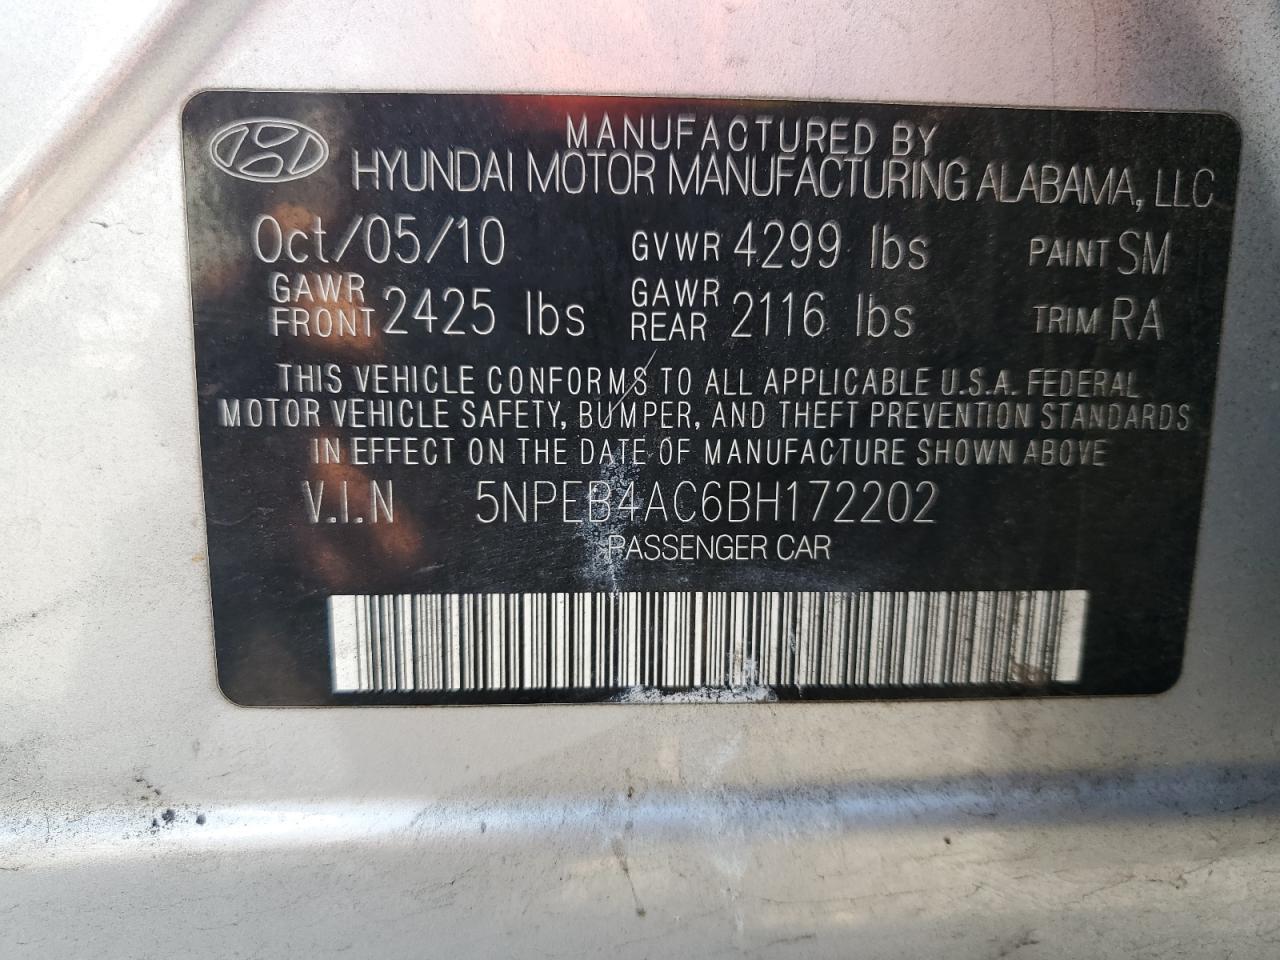 MANUFACTURED BY
HYUNDAI MOTOR MANUFACTURING ALABAMA, LLC
Oct/05/10 GVWR 4299 lbs PAINT SM
GAWR FRONT 2425 lbs GAWR REAR 2116 lbs TRIM RA
THIS VEHICLE CONFORMS TO ALL APPLICABLE U.S.A. FEDERAL
MOTOR VEHICLE SAFETY, BUMPER, AND THEFT PREVENTION STANDARDS
IN EFFECT ON THE DATE OF MANUFACTURE SHOWN ABOVE
V.I.N 5NPEB4AC6BH172202
PASSENGER CAR